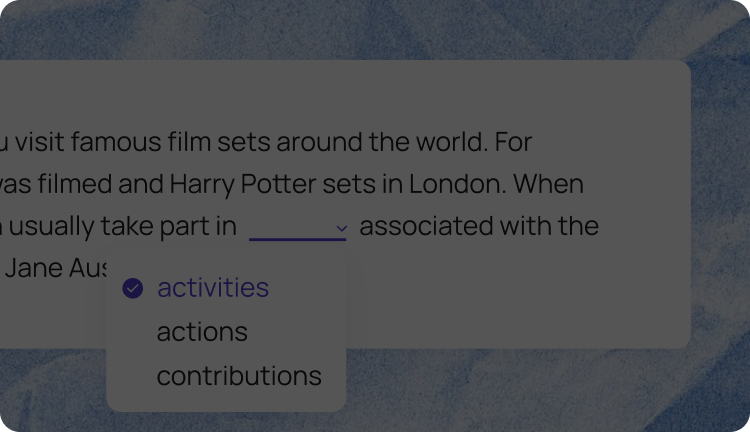 u visit famous film sets around the world. For
was filmed and Harry Potter sets in London. When
usually take part in associated with the
Jane Aus
activities
actions
contributions